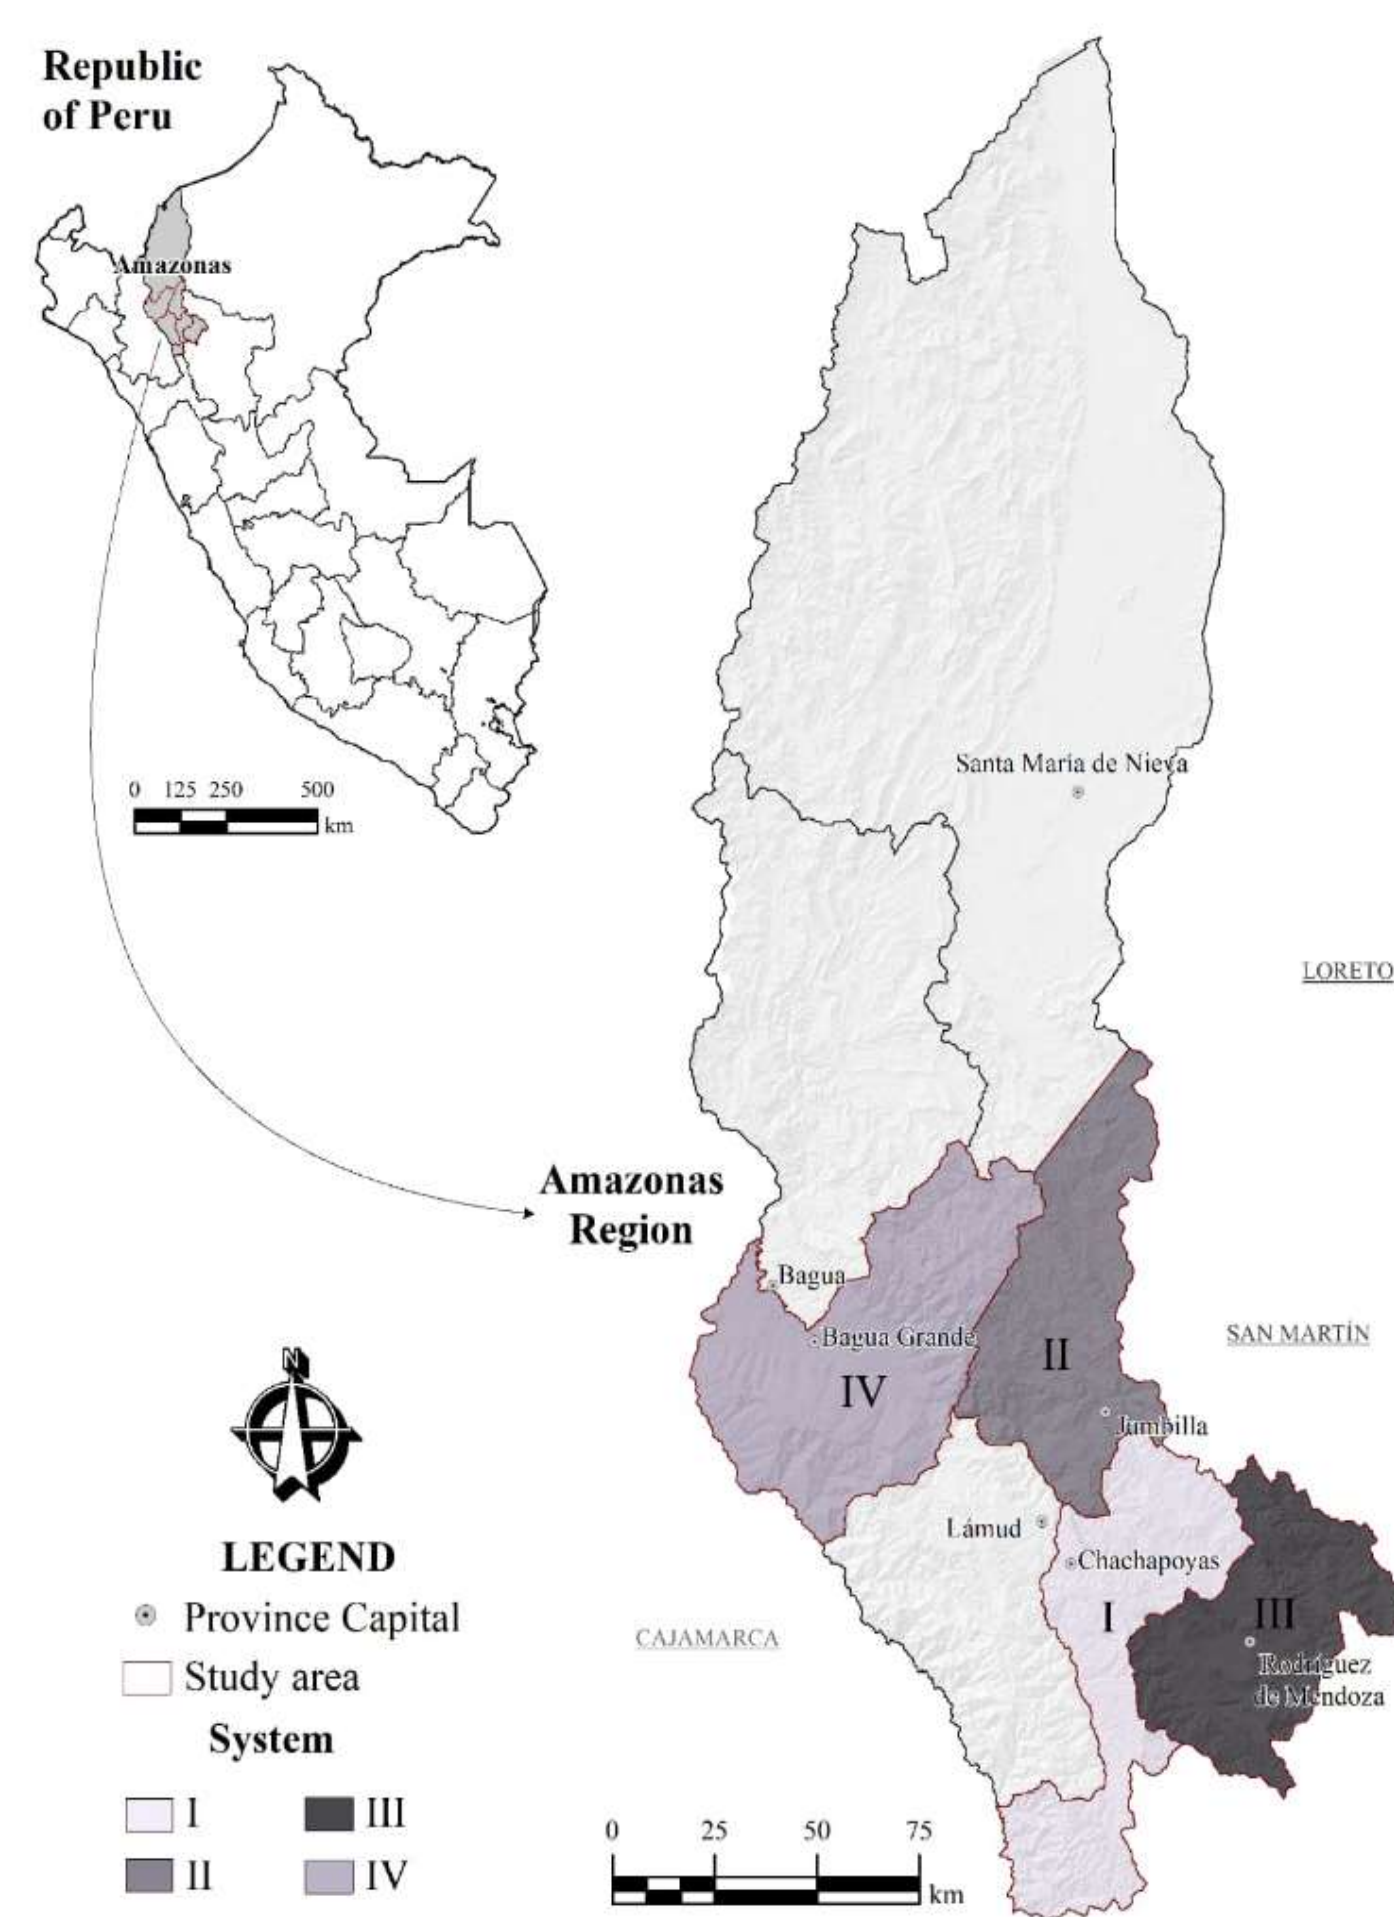 Republic
of Peru
Amazonas
0 125 250 500
km
Santa María de Nieva
LORETO
Amazonas
Region
Bagua
Bagua Grande
SAN MARTÍN
II
IV
Jumbilla
N
Lámud
Chachapoyas
CAJAMARCA
I
III
Rodríguez
de Mendoza
LEGEND
Province Capital
Study area
System
I
III
II
IV
0 25 50 75
km